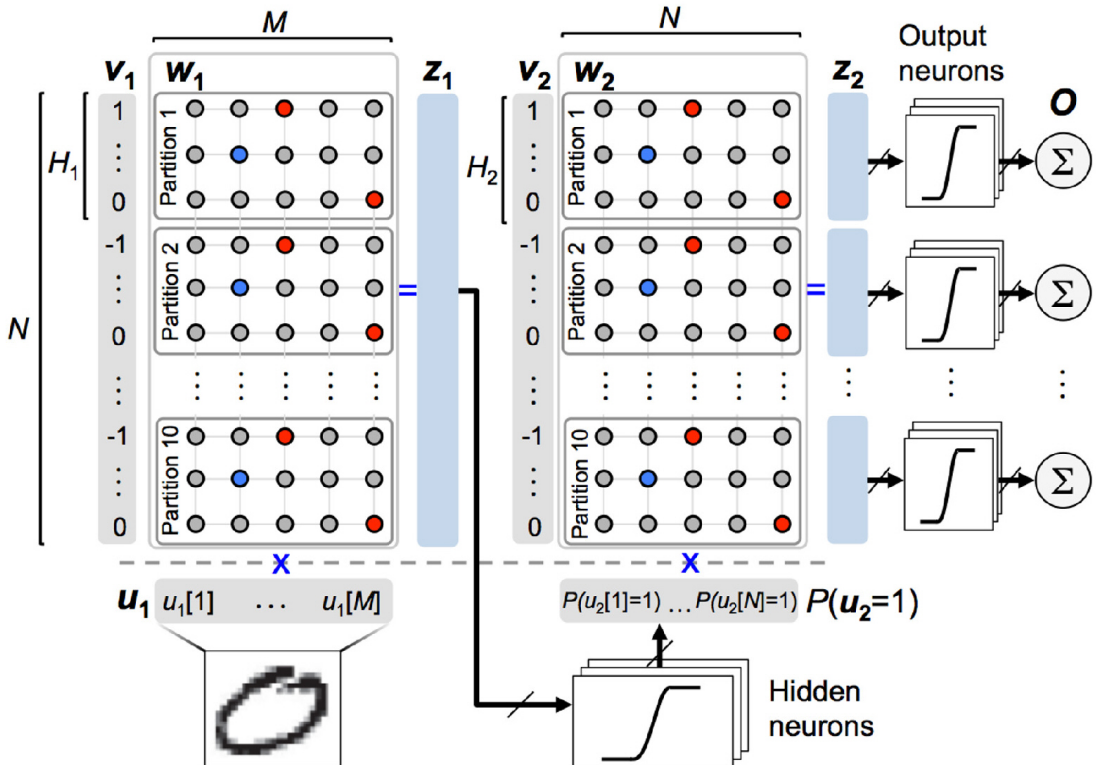 M
N
Output
neurons
v1
w1
z1
v2
w2
z2
O
N
H1
1
⋮
0
Partition 1
H2
1
⋮
0
Partition 1
Σ
-1
⋮
0
Partition 2
=
-1
⋮
0
Partition 2
=
Σ
⋮
⋮ ⋮ ⋮ ⋮ ⋮
⋮
⋮ ⋮ ⋮ ⋮ ⋮
⋮ ⋮ ⋮
-1
⋮
0
Partition 10
-1
⋮
0
Partition 10
Σ
x
x
u1
u1[1] ... u1[M]
P(u2[1]=1) ... P(u2[N]=1)
P(u2=1)
Hidden
neurons